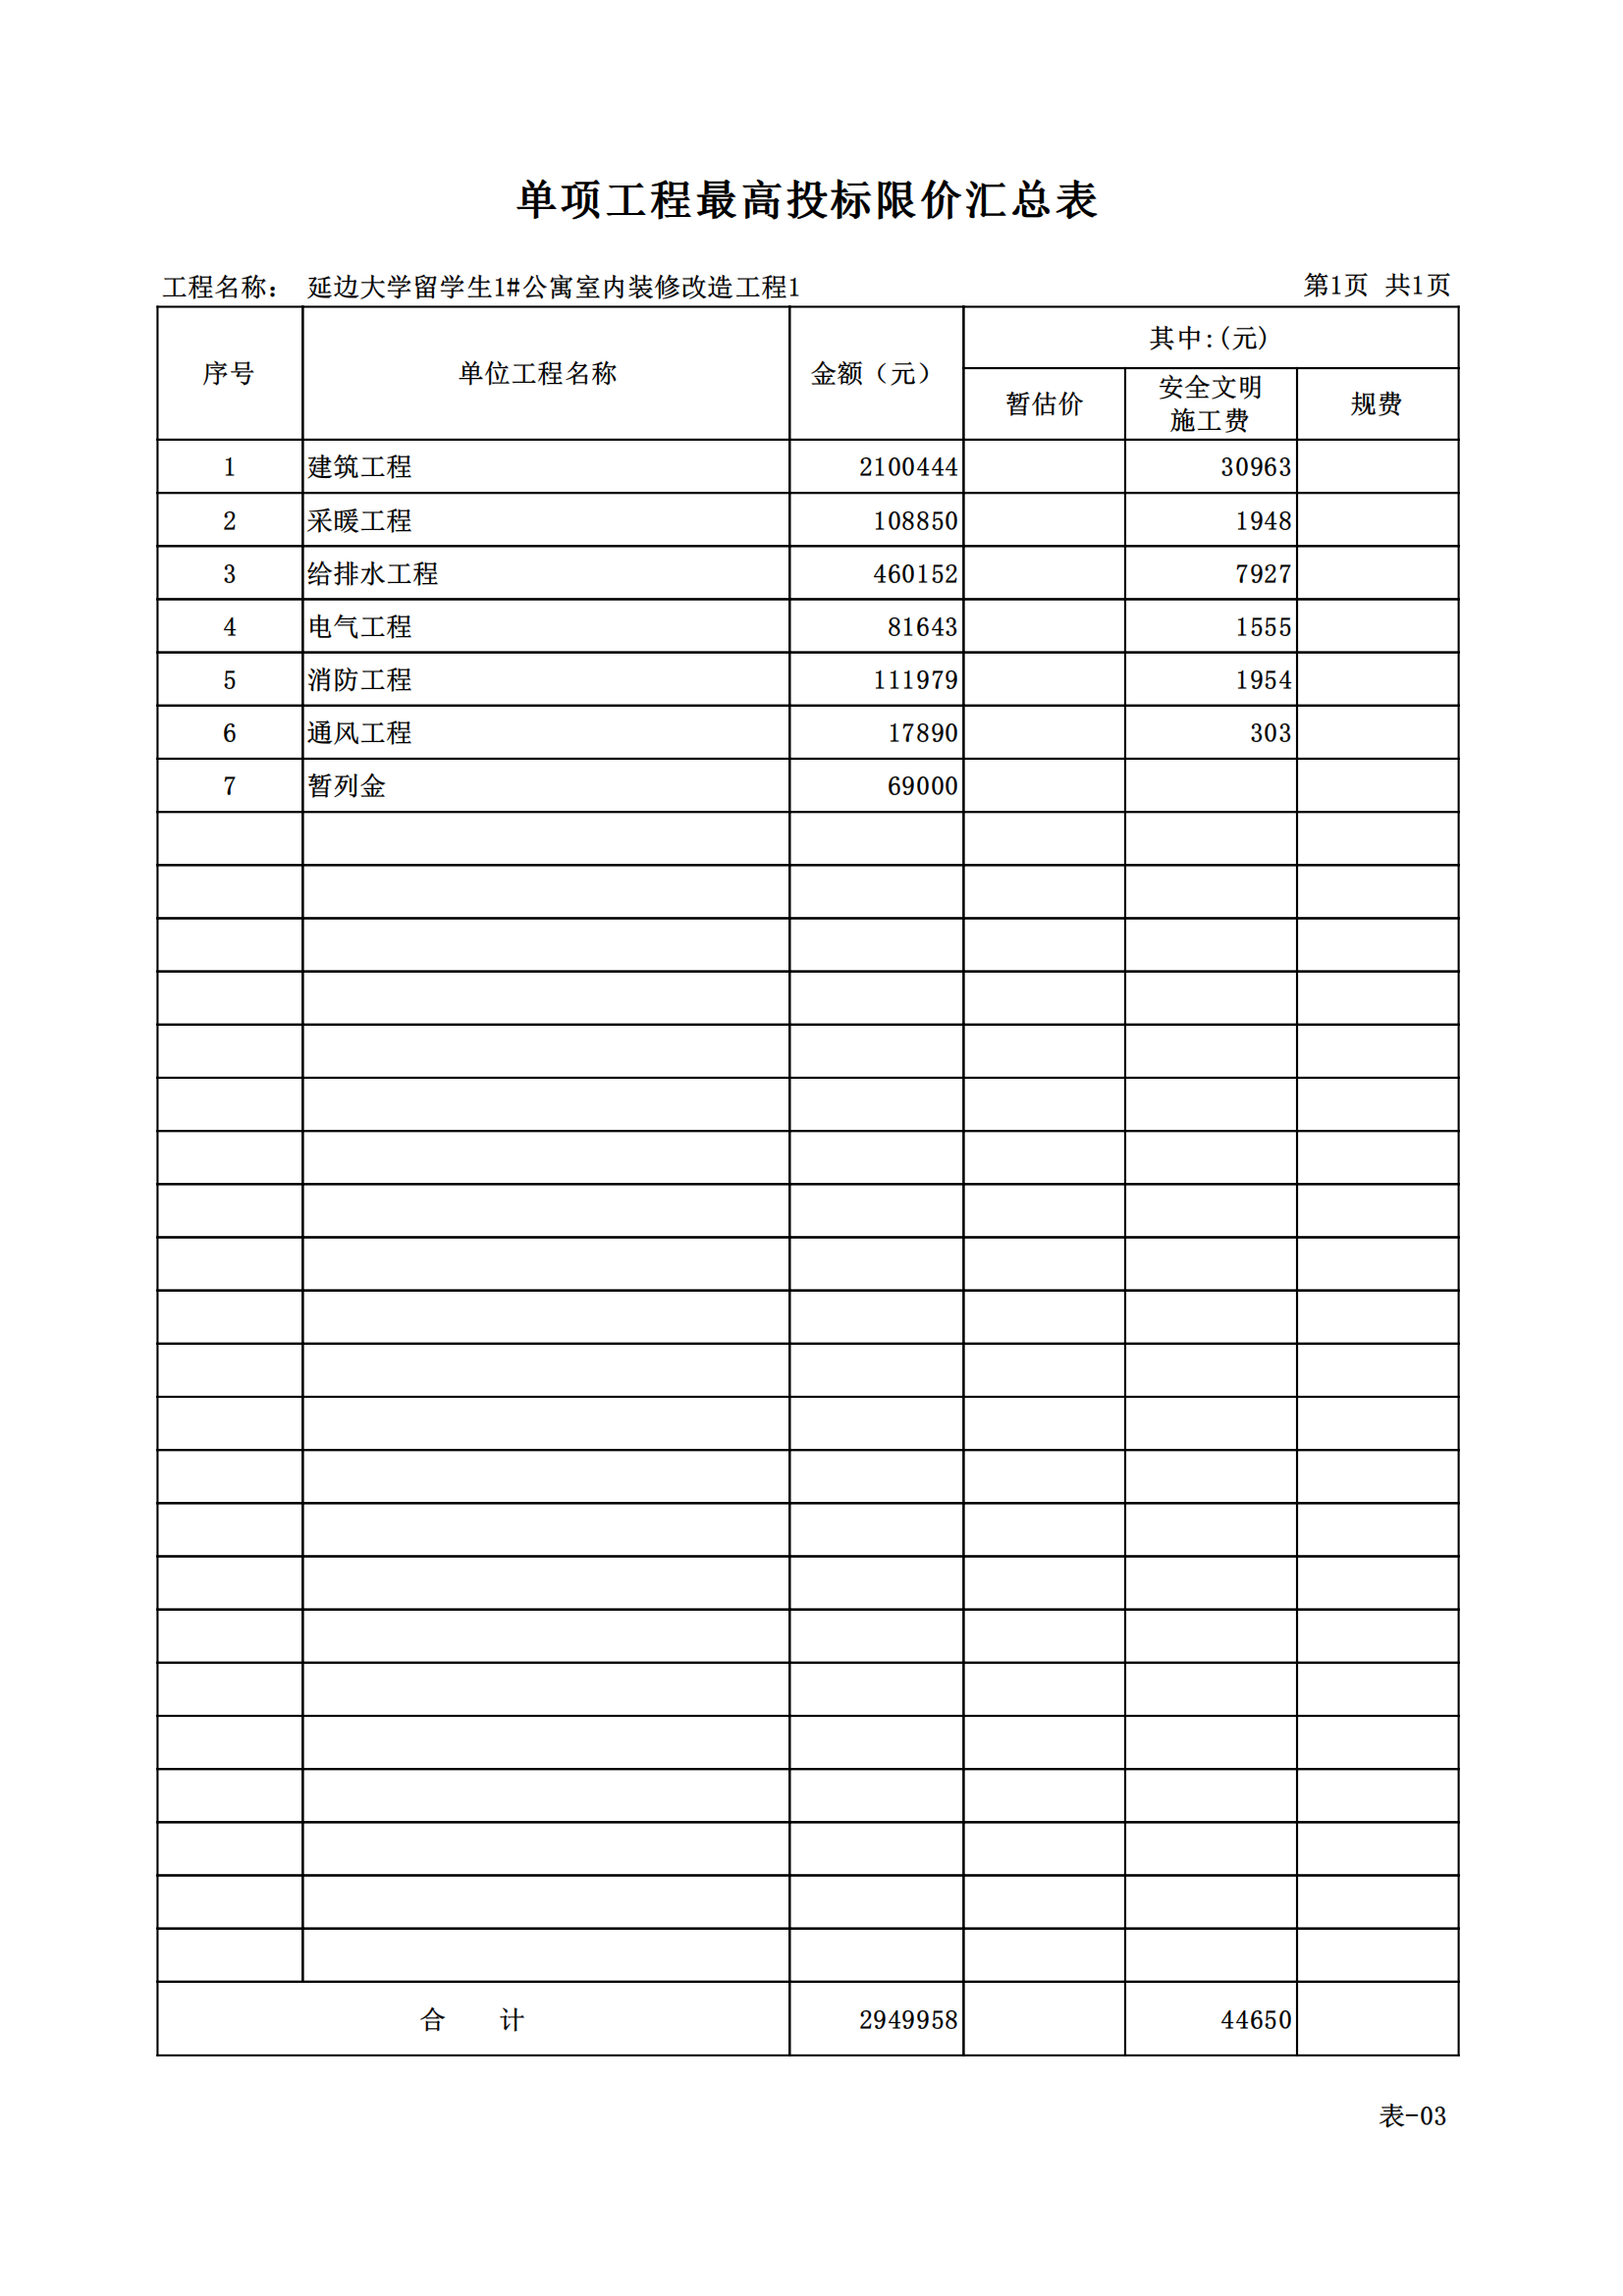 单项工程最高投标限价汇总表
工程名称： 延边大学留学生1#公寓室内装修改造工程1 第1页 共1页
序号 单位工程名称 金额（元） 其中:(元)
暂估价 安全文明施工费 规费
1 建筑工程 2100444 30963
2 采暖工程 108850 1948
3 给排水工程 460152 7927
4 电气工程 81643 1555
5 消防工程 111979 1954
6 通风工程 17890 303
7 暂列金 69000
合 计 2949958 44650
表-03